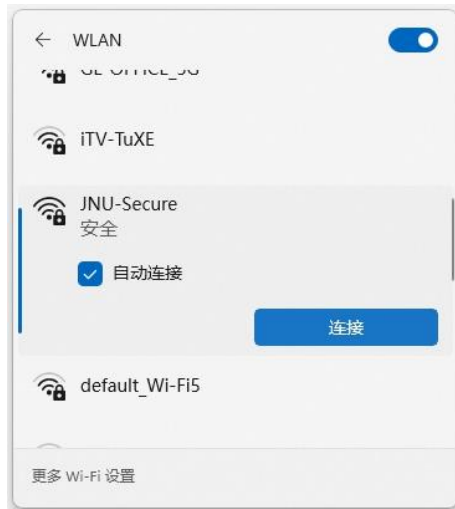 WLAN
iTV-TuXE
JNU-Secure
安全
自动连接
连接
default_Wi-Fi5
更多 Wi-Fi 设置